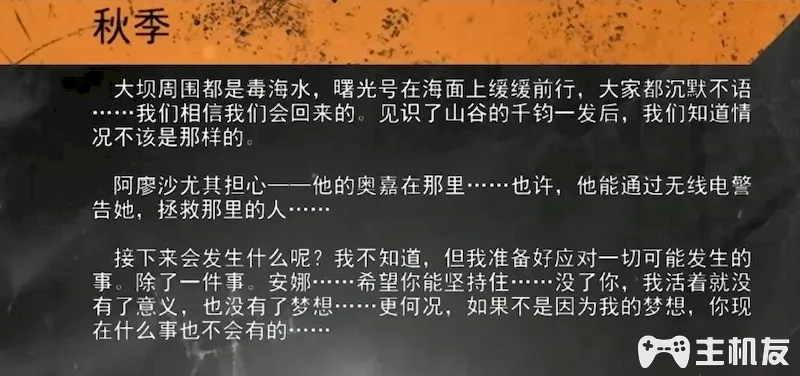 秋季
大坝周围都是毒海水，曙光号在海面上缓缓前行，大家都沉默不语
……我们相信我们会回来的。见识了山谷的千钧一发后，我们知道情
况不该是那样的。
阿廖沙尤其担心——他的奥嘉在那里……也许，他能通过无线电警
告她，拯救那里的人……
接下来会发生什么呢？我不知道，但我准备好应对一切可能发生的
事。除了一件事。安娜……希望你能坚持住……没了你，我活着就没
有了意义，也没有了梦想……更何况，如果不是因为我的梦想，你现
在什么事也不会有的……
主机友